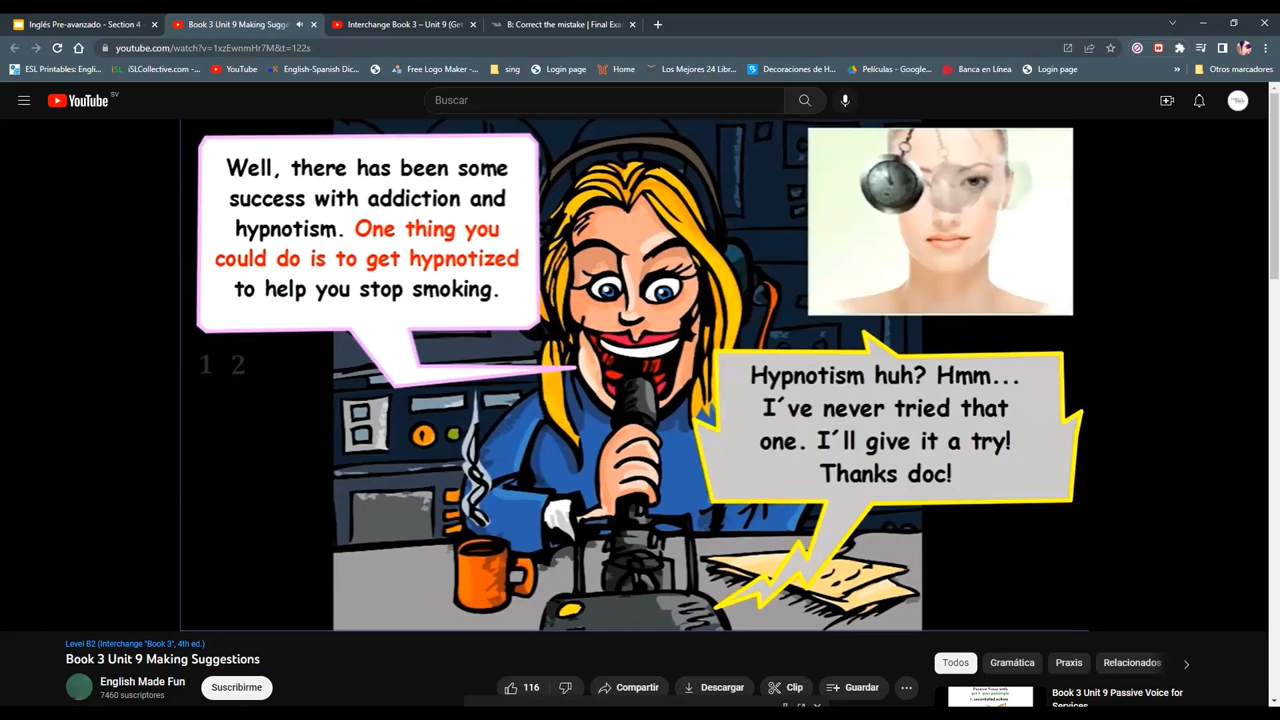 Inglés Pre-avanzado - Section 4
Book 3 Unit 9 Making Sugge
Interchange Book 3 – Unit 9 (Get
B: Correct the mistake | Final Exa
youtube.com/watch?v=1xzEwnmHr7M&t=122s
ESL Printables: Engli...
iSLCollective.com -...
YouTube
English-Spanish Dic...
Login page
Free Logo Maker -...
sing
Login page
Home
Los Mejores 24 Libr...
Decoraciones de H...
Películas - Google...
Banca en Línea
Login page
»
Otros marcadores
YouTube SV
Buscar
Well, there has been some
success with addiction and
hypnotism. One thing you
could do is to get hypnotized
to help you stop smoking.
1 2
Hypnotism huh? Hmm...
I´ve never tried that
one. I´ll give it a try!
Thanks doc!
Level B2 (Interchange "Book 3", 4th ed.)
Book 3 Unit 9 Making Suggestions
English Made Fun
7460 suscriptores
Suscribirme
116
Compartir
Descargar
Clip
Guardar
Todos
Gramática
Praxis
Relacionados
Book 3 Unit 9 Passive Voice for
Services